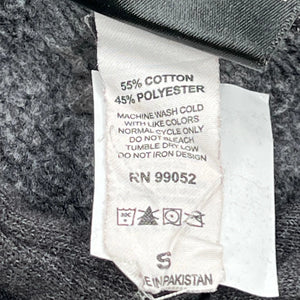 55% COTTON
45% POLYESTER
MACHINE WASH COLD
WITH LIKE COLORS
NORMAL CYCLE ONLY
DO NOT BLEACH
TUMBLE DRY LOW
DO NOT IRON DESIGN
RN 99052
S
E IN PAKISTAN